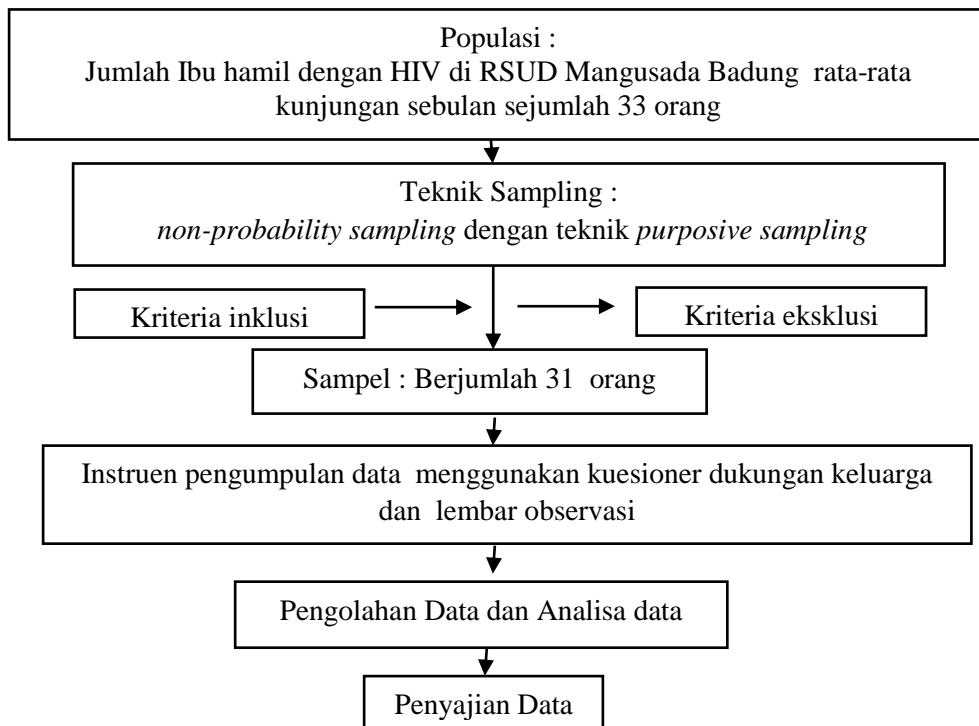 Populasi :
Jumlah Ibu hamil dengan HIV di RSUD Mangusada Badung rata-rata
kunjungan sebulan sejumlah 33 orang
Teknik Sampling :
non-probability sampling dengan teknik purposive sampling
Kriteria inklusi
Kriteria eksklusi
Sampel : Berjumlah 31 orang
Instruen pengumpulan data menggunakan kuesioner dukungan keluarga
dan lembar observasi
Pengolahan Data dan Analisa data
Penyajian Data